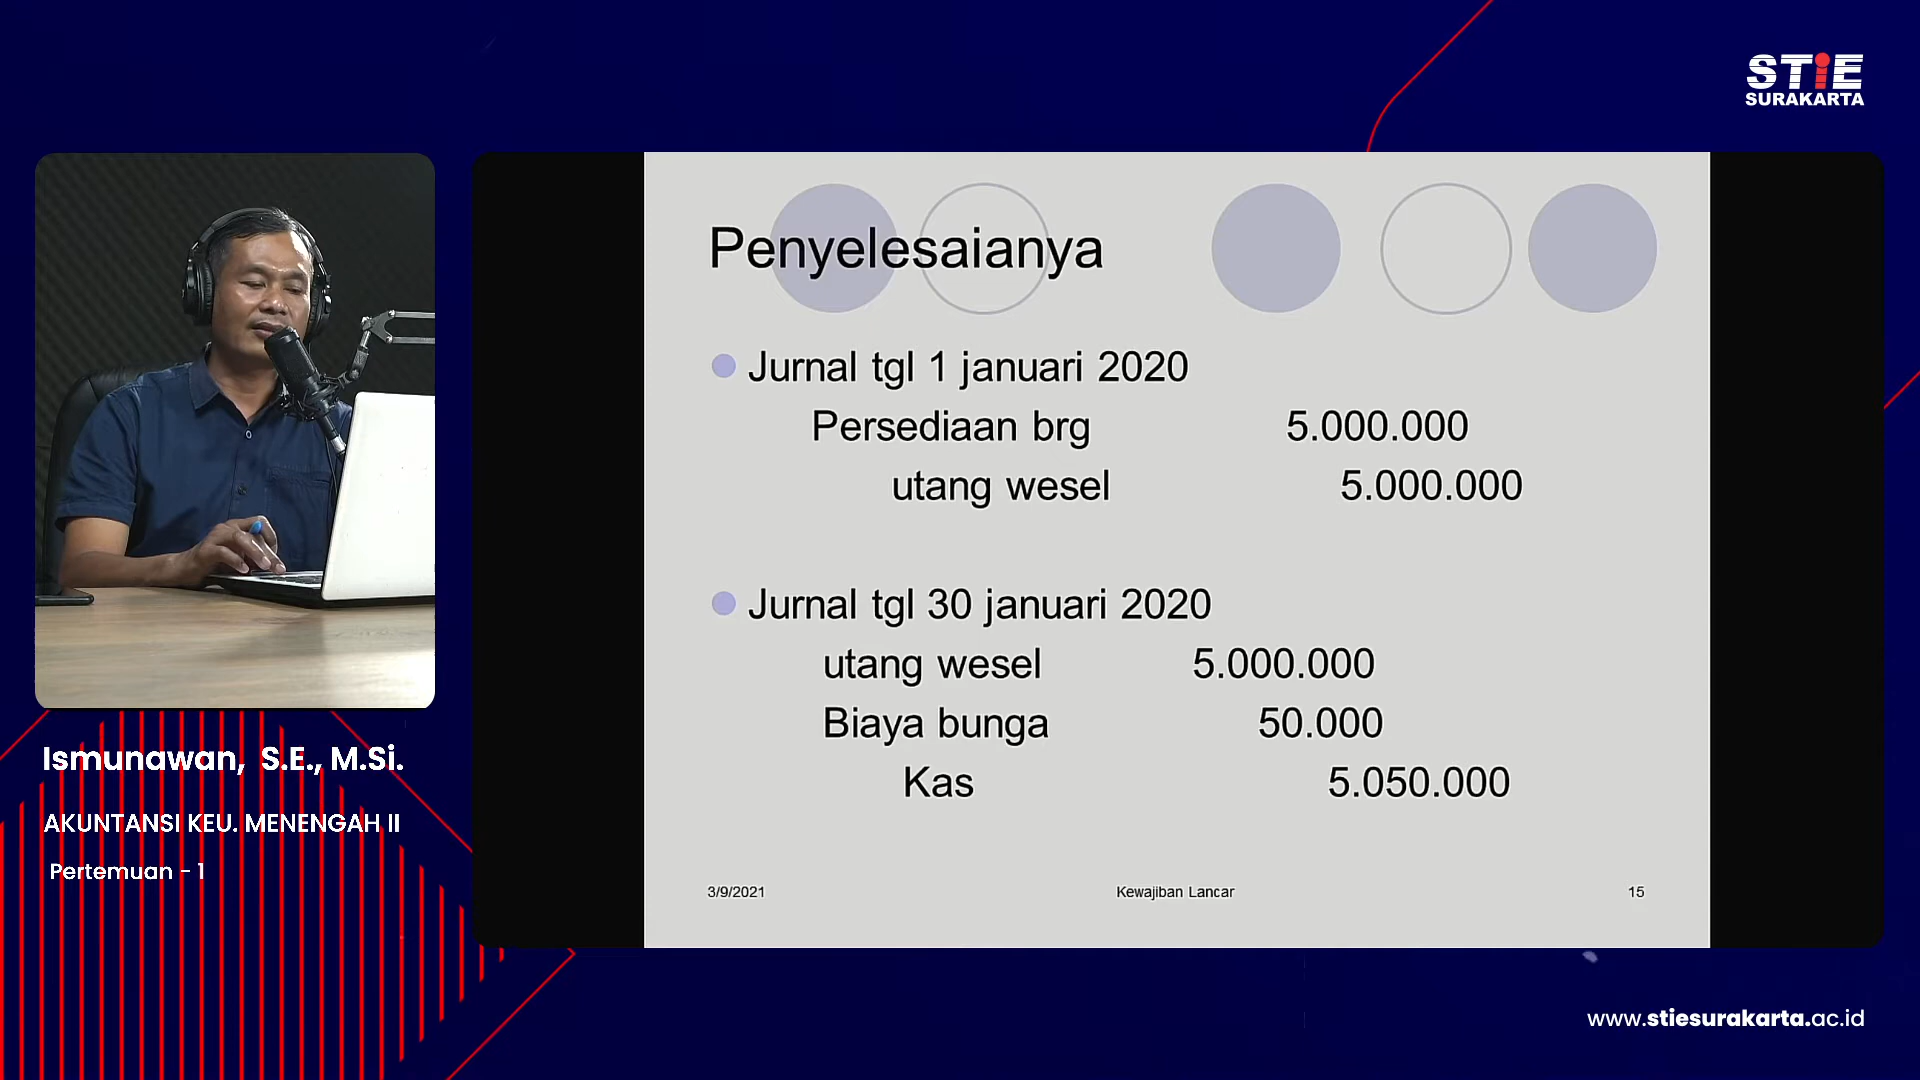 STiE
SURAKARTA
Penyelesaianya
Jurnal tgl 1 januari 2020
Persediaan brg 5.000.000
utang wesel 5.000.000
Jurnal tgl 30 januari 2020
utang wesel 5.000.000
Biaya bunga 50.000
Kas 5.050.000
3/9/2021 Kewajiban Lancar 15
Ismunawan, S.E., M.Si.
AKUNTANSI KEU. MENENGAH II
Pertemuan - 1
www.stiesurakarta.ac.id